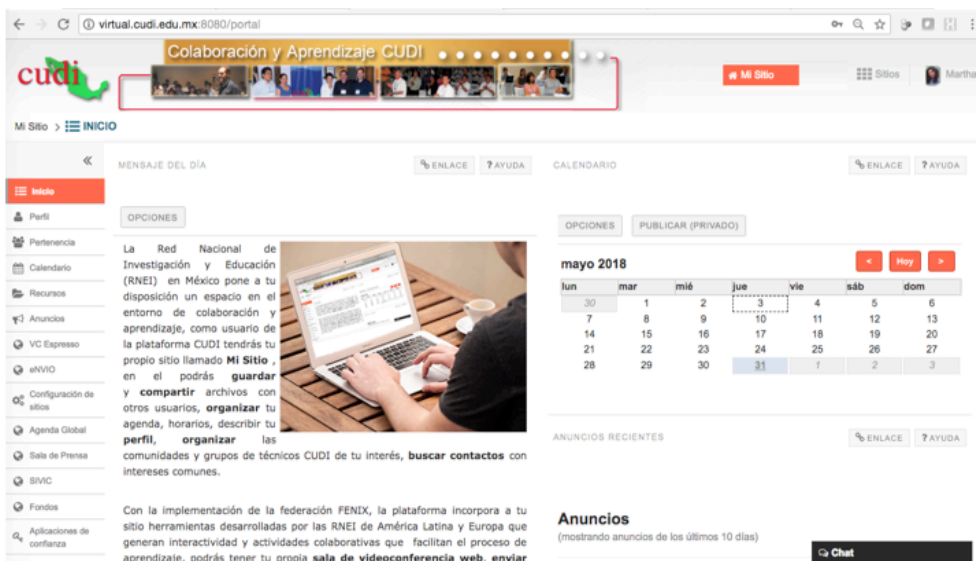 virtual.cudi.edu.mx:8080/portal
cudi
Colaboración y Aprendizaje CUDI
Mi Sitio
Sitios
Martha
Mi Sitio > INICIO
«
Inicio
Perfil
Pertenencia
Calendario
Recursos
Anuncios
VC Espresso
eNVIO
Configuración de
sitios
Agenda Global
Sala de Prensa
SIVIC
Fondos
Aplicaciones de
confianza
MENSAJE DEL DÍA
ENLACE
? AYUDA
OPCIONES
La Red Nacional de
Investigación y Educación
(RNEI) en México pone a tu
disposición un espacio en el
entorno de colaboración y
aprendizaje, como usuario de
la plataforma CUDI tendrás tu
propio sitio llamado Mi Sitio ,
en el podrás guardar
y compartir archivos con
otros usuarios, organizar tu
agenda, horarios, describir tu
perfil, organizar las
comunidades y grupos de técnicos CUDI de tu interés, buscar contactos con
intereses comunes.
Con la implementación de la federación FENIX, la plataforma incorpora a tu
sitio herramientas desarrolladas por las RNEI de América Latina y Europa que
generan interactividad y actividades colaborativas que facilitan el proceso de
aprendizaje, podrás tener tu propia sala de videoconferencia web, enviar
CALENDARIO
ENLACE
? AYUDA
OPCIONES
PUBLICAR (PRIVADO)
mayo 2018
< Hoy >
lun mar mié jue vie sáb dom
30 1 2 3 4 5 6
7 8 9 10 11 12 13
14 15 16 17 18 19 20
21 22 23 24 25 26 27
28 29 30 31 1 2 3
ANUNCIOS RECIENTES
ENLACE
? AYUDA
Anuncios
(mostrando anuncios de los últimos 10 días)
Chat